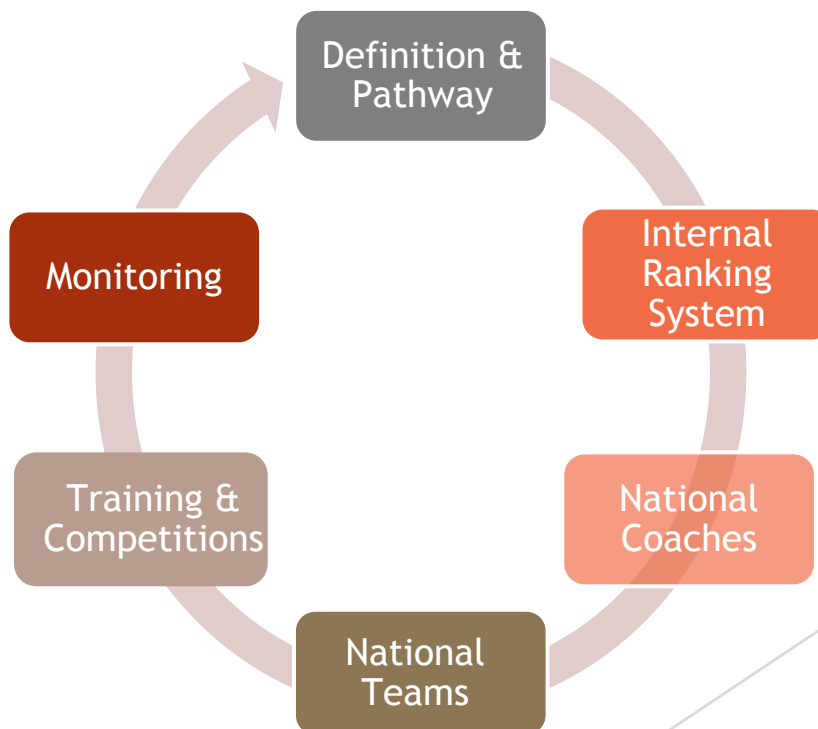 Definition &
Pathway
Internal
Ranking
System
National
Coaches
National
Teams
Training &
Competitions
Monitoring